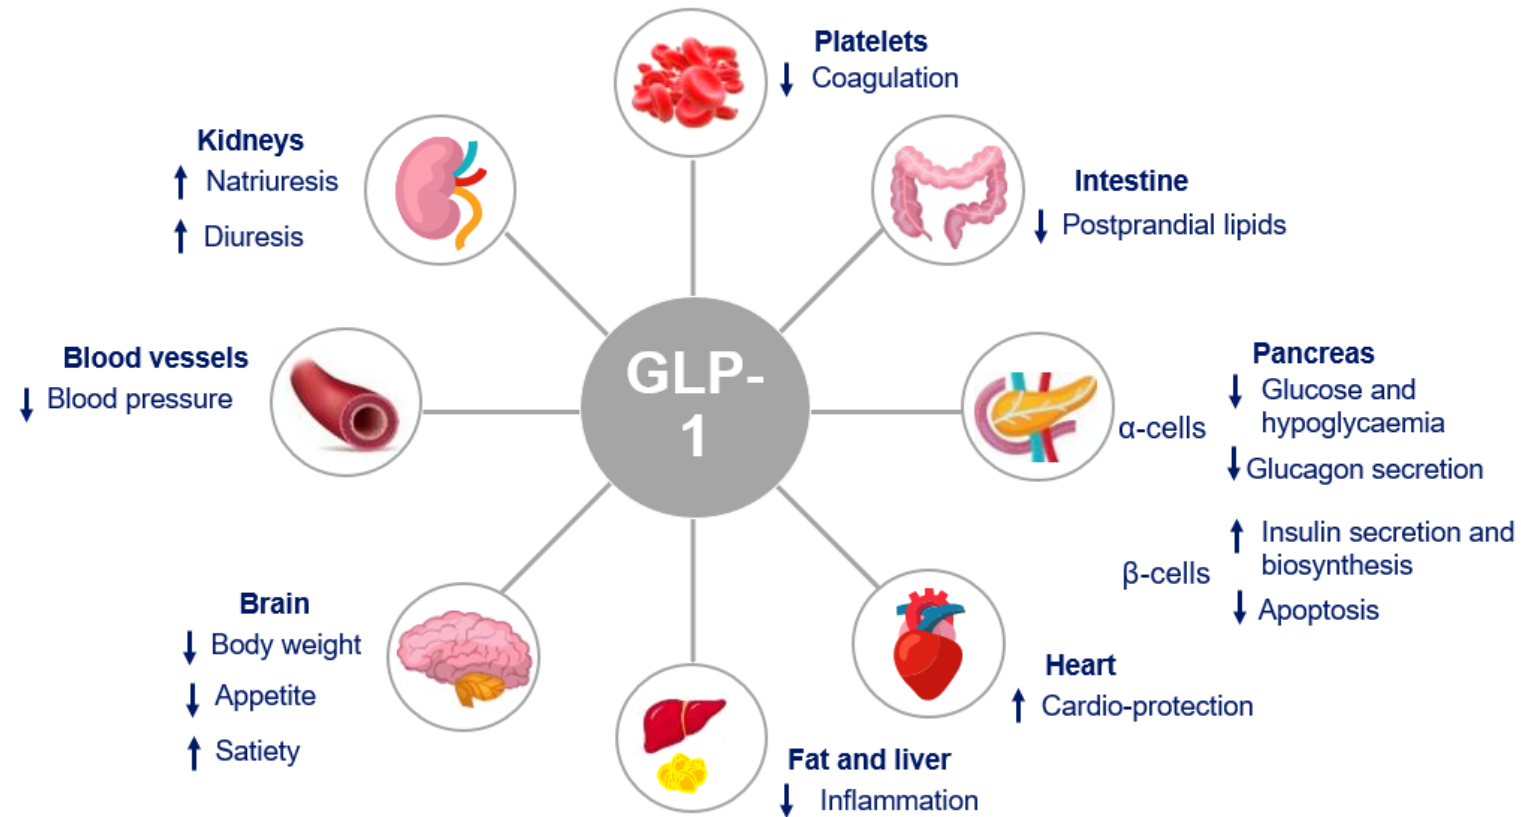 Platelets
↓ Coagulation
Kidneys
↑ Natriuresis
↑ Diuresis
Intestine
↓ Postprandial lipids
Blood vessels
↓ Blood pressure
GLP-
1
Pancreas
α-cells
↓ Glucose and
hypoglycaemia
↓ Glucagon secretion
β-cells
↑ Insulin secretion and
biosynthesis
↓ Apoptosis
Brain
↓ Body weight
↓ Appetite
↑ Satiety
Heart
↑ Cardio-protection
Fat and liver
↓ Inflammation